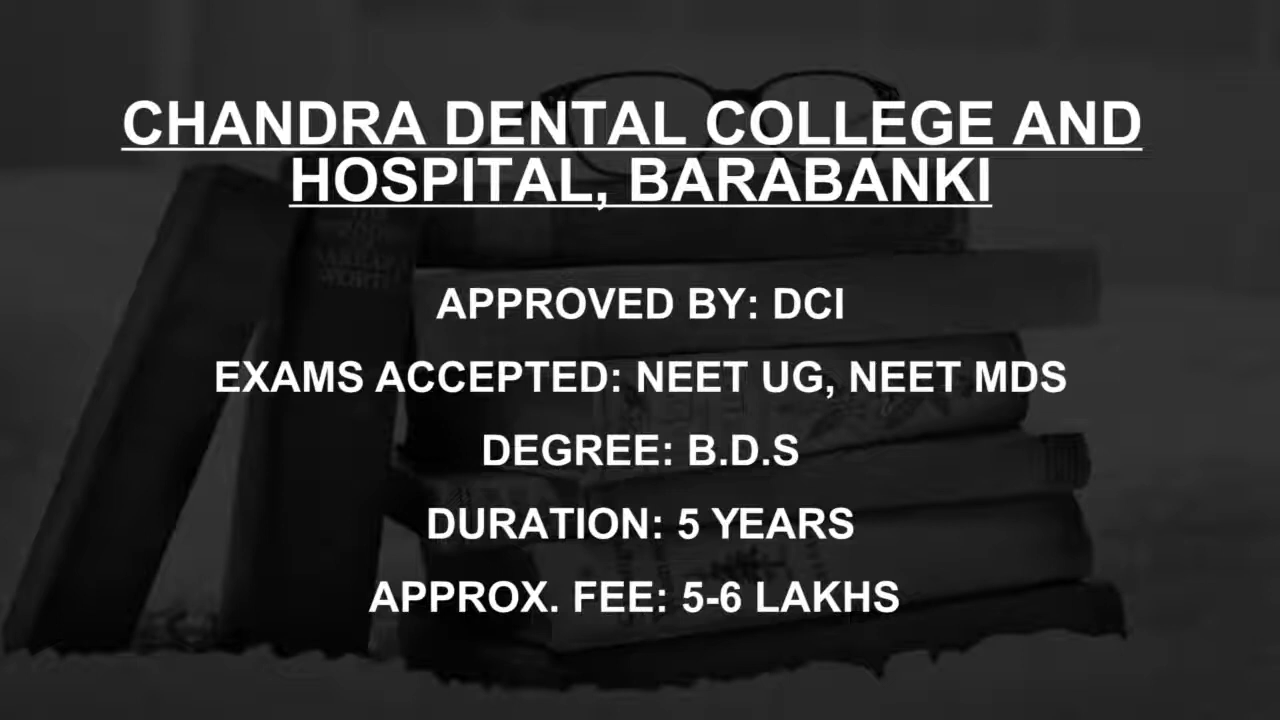 CHANDRA DENTAL COLLEGE AND
HOSPITAL, BARABANKI
APPROVED BY: DCI
EXAMS ACCEPTED: NEET UG, NEET MDS
DEGREE: B.D.S
DURATION: 5 YEARS
APPROX. FEE: 5-6 LAKHS